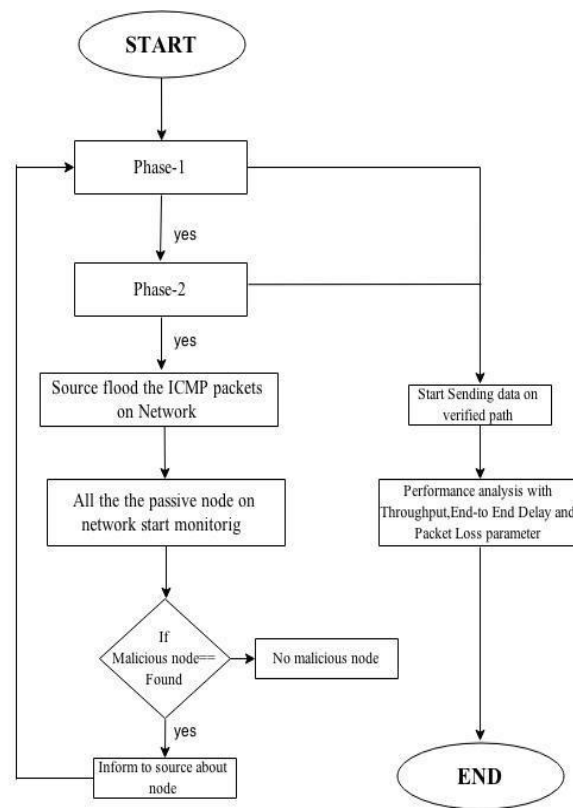 START
Phase-1
yes
Phase-2
yes
Source flood the ICMP packets
on Network
Start Sending data on
verified path
All the the passive node on
network start monitorig
Performance analysis with
Throughput,End-to End Delay and
Packet Loss parameter
If
Malicious node==
Found
No malicious node
yes
Inform to source about
node
END